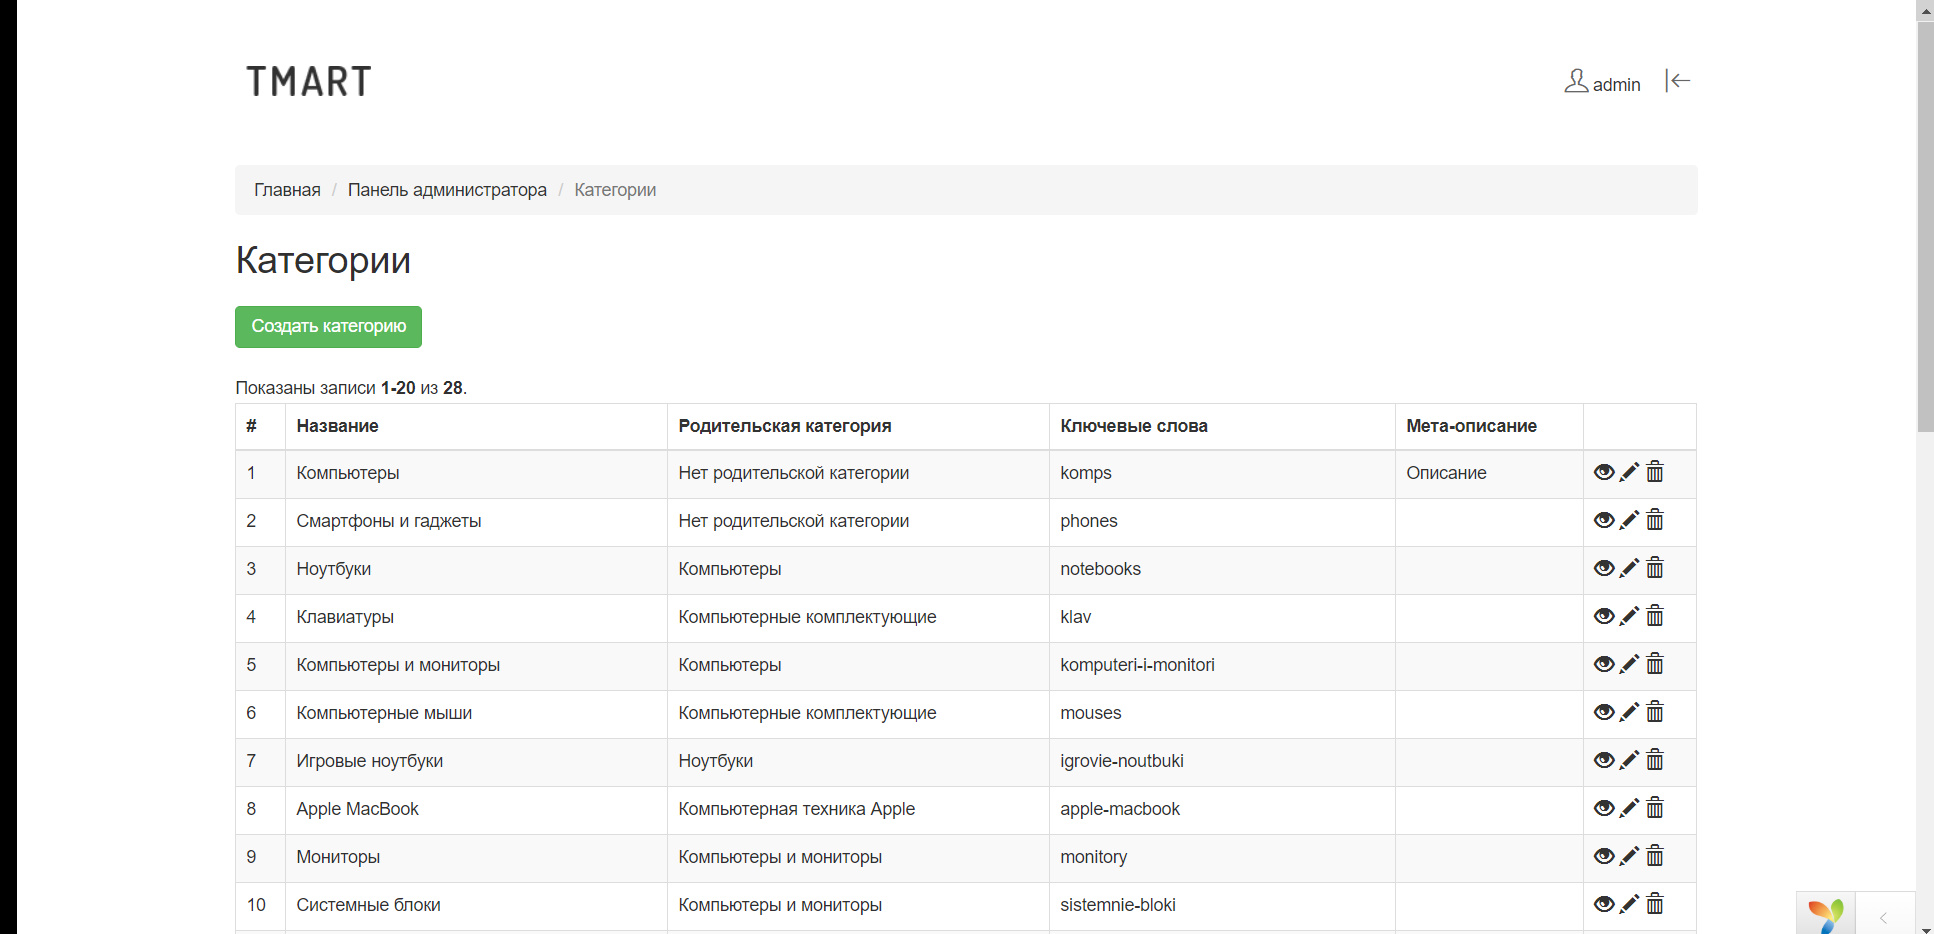 TMART
admin
Главная / Панель администратора / Категории
Категории
Создать категорию
Показаны записи 1-20 из 28.
# Название Родительская категория Ключевые слова Мета-описание
1 Компьютеры Нет родительской категории komps Описание
2 Смартфоны и гаджеты Нет родительской категории phones
3 Ноутбуки Компьютеры notebooks
4 Клавиатуры Компьютерные комплектующие klav
5 Компьютеры и мониторы Компьютеры komputeri-i-monitori
6 Компьютерные мыши Компьютерные комплектующие mouses
7 Игровые ноутбуки Ноутбуки igrovie-noutbuki
8 Apple MacBook Компьютерная техника Apple apple-macbook
9 Мониторы Компьютеры и мониторы monitory
10 Системные блоки Компьютеры и мониторы sistemnie-bloki